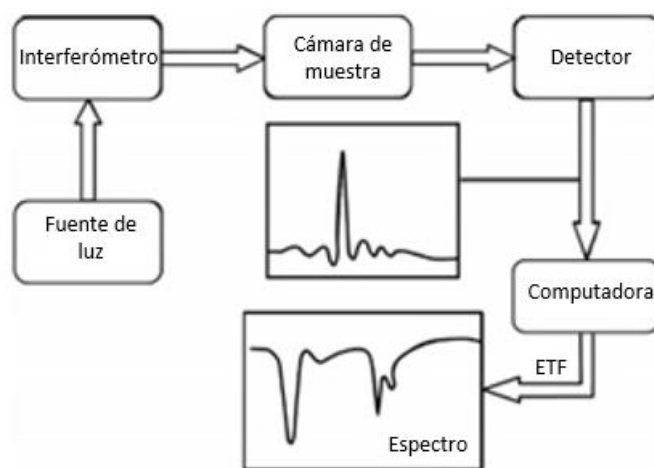 Interferómetro
Cámara de
muestra
Detector
Fuente de
luz
Computadora
ETF
Espectro